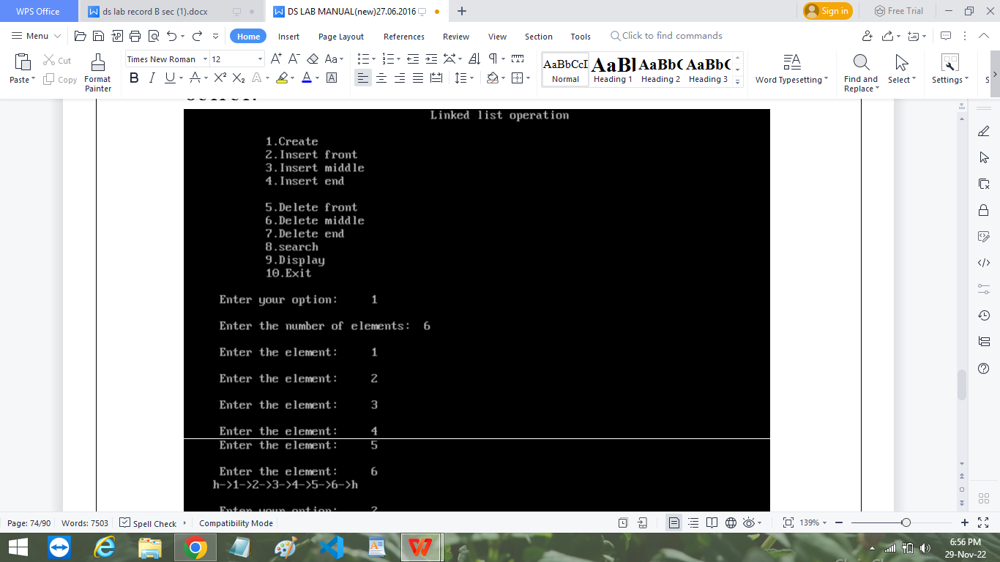 WPS Office
ds lab record B sec (1).docx
DS LAB MANUAL(new)27.06.2016
Sign in
Free Trial
Menu
Home
Insert
Page Layout
References
Review
View
Section
Tools
Click to find commands
Paste
Cut
Copy
Format Painter
Times New Roman
12
AaBbCcD
Normal
AaBl
Heading 1
AaBbC
Heading 2
AaBbC
Heading 3
Word Typesetting
Find and Replace
Select
Settings
Linked list operation
1.Create
2.Insert front
3.Insert middle
4.Insert end
5.Delete front
6.Delete middle
7.Delete end
8.search
9.Display
10.Exit
Enter your option: 1
Enter the number of elements: 6
Enter the element: 1
Enter the element: 2
Enter the element: 3
Enter the element: 4
Enter the element: 5
Enter the element: 6
h->1->2->3->4->5->6->h
Enter your option: 2
Page: 74/90
Words: 7503
Spell Check
Compatibility Mode
139%
6:56 PM
29-Nov-22